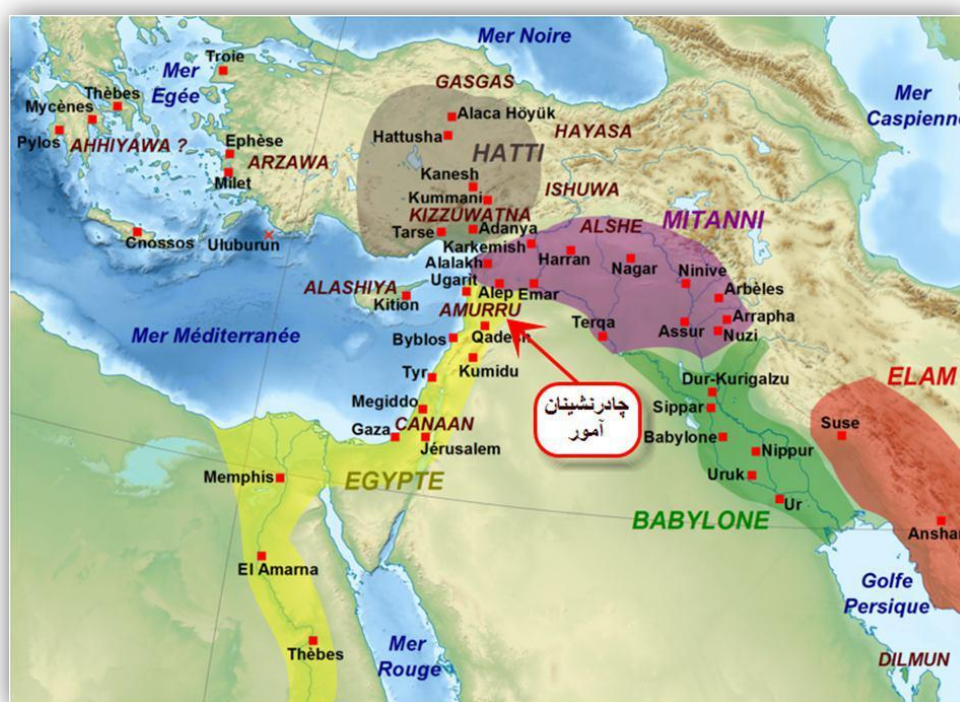 Mer Noire
Troie
Mer
Egée
GASGAS
Thèbes
Mer
Caspienne
Mycènes
Alaca Höyük
Pylos
AHHIYAWA ?
Hattusha
HAYASA
Ephèse
ARZAWA
HATTI
Milet
Kanesh
ISHUWA
Kummani
KIZZUWATNA
MITANNI
Cnossos
Uluburun
Tarse
Adanya
ALSHE
Karkemish
Harran
Alalakh
Nagar
Ninive
Ugarit
ALASHIYA
Alep
Emar
Arbèles
Kition
AMURRU
Mer Méditerranée
Terqa
Arrapha
Byblos
Qadesh
Assur
Nuzi
Tyr
Kumidu
Dur-Kurigalzu
ELAM
Megiddo
چادرنشینان
آمور
Sippar
Gaza
CANAAN
Suse
Jérusalem
Babylone
Nippur
Memphis
EGYPTE
Uruk
Ur
BABYLONE
Anshan
El Amarna
Golfe
Persique
Thèbes
Mer
Rouge
DILMUN